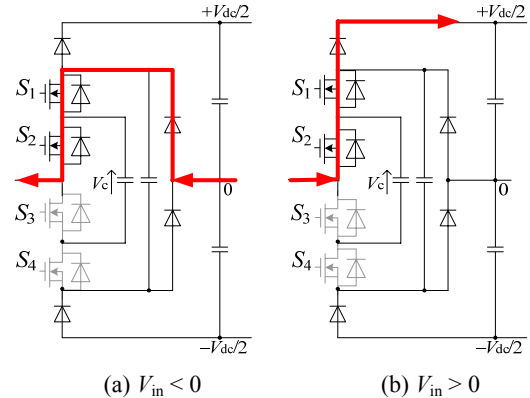 +Vdc/2
+Vdc/2
S1
S1
S2
S2
Vc
0
Vc
0
S3
S3
S4
S4
−Vdc/2
−Vdc/2
(a) Vin < 0
(b) Vin > 0